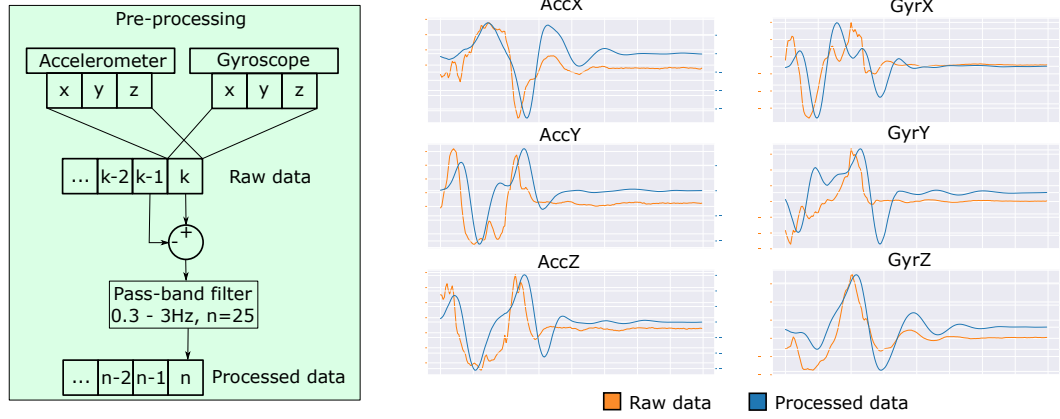 Pre-processing
Accelerometer
Gyroscope
x y z
x y z
... k-2 k-1 k
Raw data
+
-
Pass-band filter
0.3 - 3Hz, n=25
... n-2 n-1 n
Processed data
AccX
GyrX
AccY
GyrY
AccZ
GyrZ
Raw data
Processed data